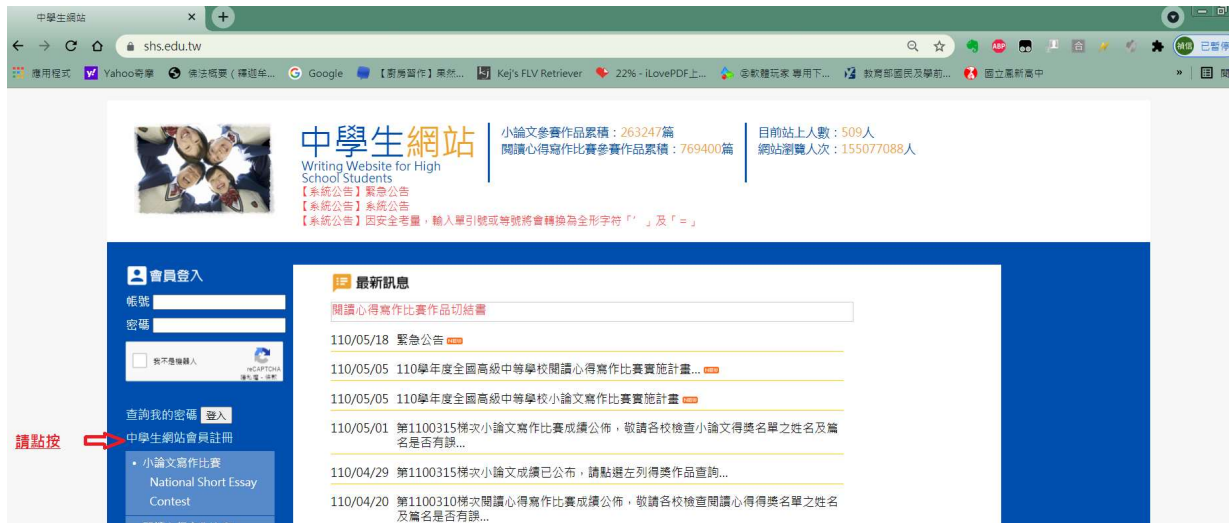 中學生網站
shs.edu.tw
應用程式
Yahoo奇摩
佛法概要（釋迦牟...
Google
【廚房習作】果然...
Kej's FLV Retriever
22% - iLovePDF上...
㊣軟體玩家 專用下...
教育部國民及學前...
國立鳳新高中
»
ABP
禎信
已暫停
中學生網站
Writing Website for High
School Students
小論文參賽作品累積：263247篇
閱讀心得寫作比賽參賽作品累積：769400篇
目前站上人數：509人
網站瀏覽人次：155077088人
【系統公告】緊急公告
【系統公告】系統公告
【系統公告】因安全考量，輸入單引號或等號將會轉換為全形字符「’」及「＝」
會員登入
帳號
密碼
我不是機器人
reCAPTCHA
隱私權 - 條款
查詢我的密碼 登入
請點按
中學生網站會員註冊
• 小論文寫作比賽
National Short Essay
Contest
最新訊息
閱讀心得寫作比賽作品切結書
110/05/18 緊急公告 NEW
110/05/05 110學年度全國高級中等學校閱讀心得寫作比賽實施計畫... NEW
110/05/05 110學年度全國高級中等學校小論文寫作比賽實施計畫 NEW
110/05/01 第1100315梯次小論文寫作比賽成績公佈，敬請各校檢查小論文得獎名單之姓名及篇
名是否有誤...
110/04/29 第1100315梯次小論文成績已公布，請點選左列得獎作品查詢...
110/04/20 第1100310梯次閱讀心得寫作比賽成績公佈，敬請各校檢查閱讀心得得獎名單之姓名
及篇名是否有誤...